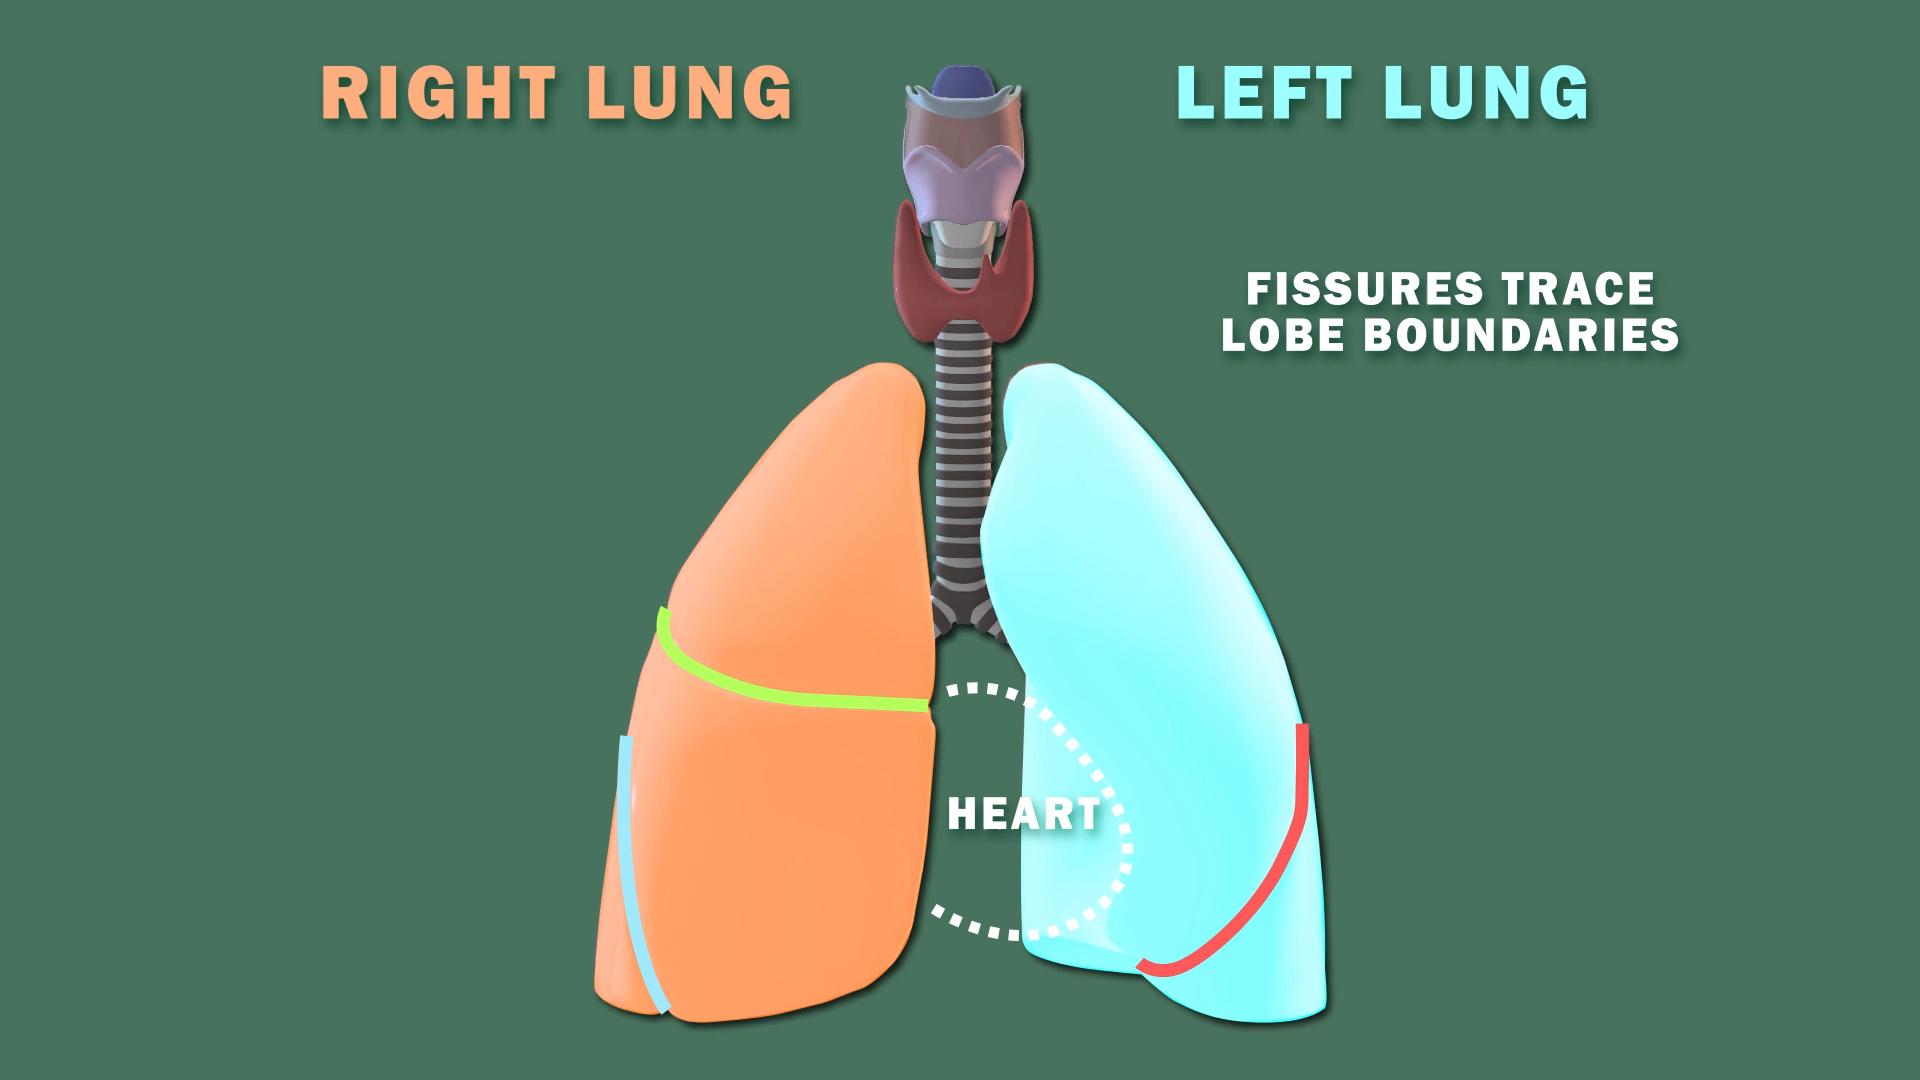 RIGHT LUNG
LEFT LUNG
FISSURES TRACE
LOBE BOUNDARIES
HEART